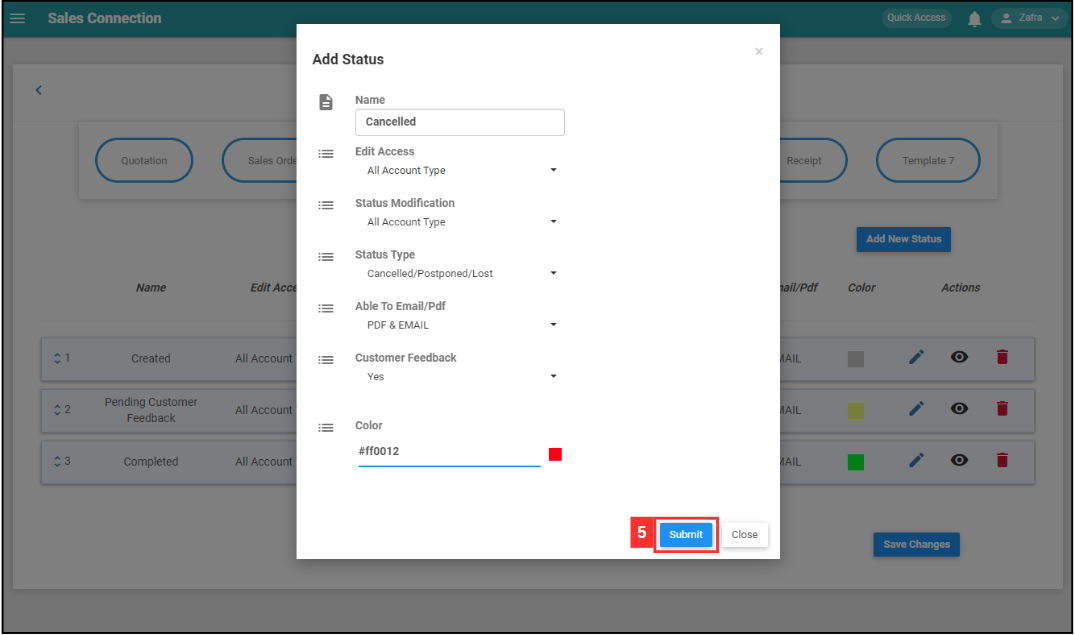 Sales Connection
Quick Access
Zafra
Add Status
×
Name
Cancelled
Edit Access
All Account Type
Status Modification
All Account Type
Status Type
Cancelled/Postponed/Lost
Able To Email/Pdf
PDF & EMAIL
Customer Feedback
Yes
Color
#ff0012
5
Submit
Close
Quotation
Sales Orde
Receipt
Template 7
Add New Status
Name
Edit Acce
ail/Pdf
Color
Actions
1
Created
All Account
MAIL
2
Pending Customer
Feedback
All Account
MAIL
3
Completed
All Account
MAIL
Save Changes